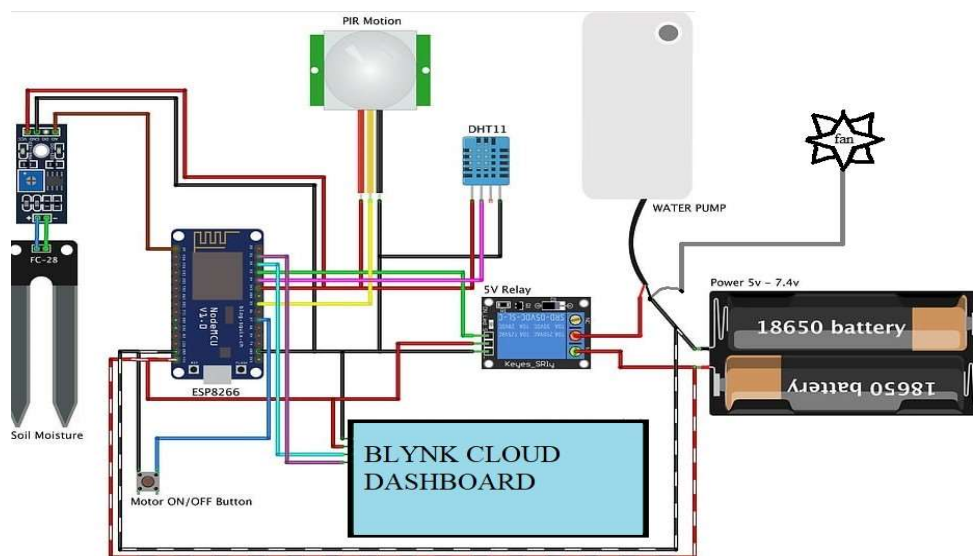 PIR Motion
DHT11
fan
WATER PUMP
FC-28
5V Relay
Power 5v - 7.4v
18650 battery
18650 battery
NodeMCU
V1.0
ESP8266
Keyes_SRly
Soil Moisture
Motor ON/OFF Button
BLYNK CLOUD
DASHBOARD